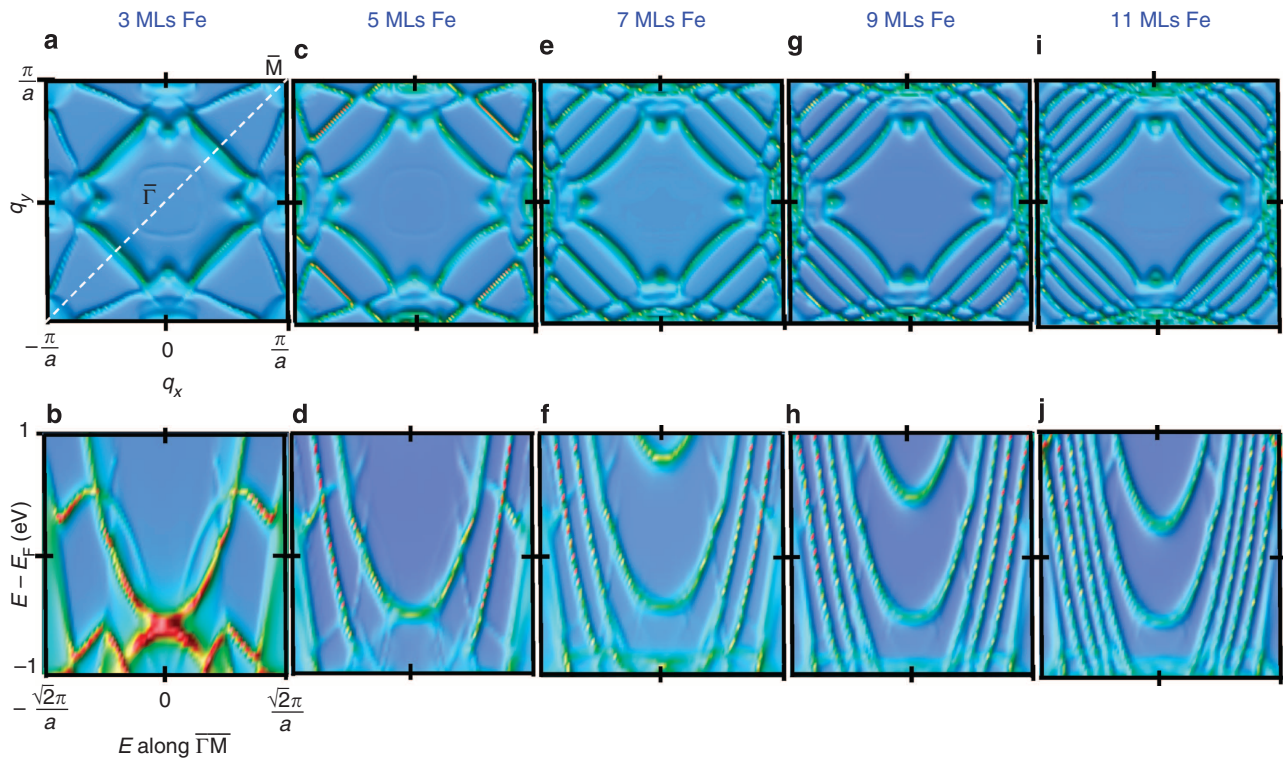 3 MLs Fe 5 MLs Fe 7 MLs Fe 9 MLs Fe 11 MLs Fe
a c e g i
M̅
π/a
Γ̅
q_y
−π/a 0 π/a
q_x
b d f h j
1
E − E_F (eV)
−1
−√2π/a 0 √2π/a
E along Γ̅M̅